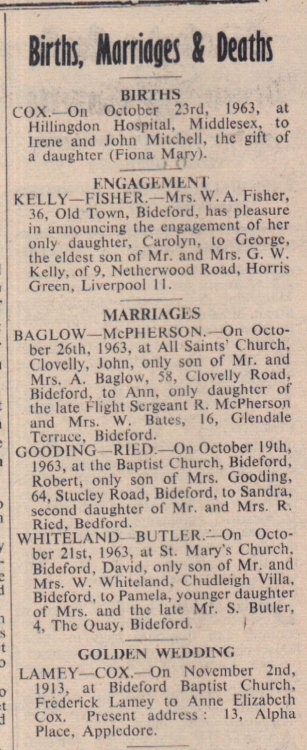 Births, Marriages & Deaths
BIRTHS
COX.—On October 23rd, 1963, at
Hillingdon Hospital, Middlesex, to
Irene and John Mitchell, the gift of
a daughter (Fiona Mary).
ENGAGEMENT
KELLY—FISHER.—Mrs. W. A. Fisher,
36, Old Town, Bideford, has pleasure
in announcing the engagement of her
only daughter, Carolyn, to George,
the eldest son of Mr. and Mrs. G. W.
Kelly, of 9, Netherwood Road, Horris
Green, Liverpool 11.
MARRIAGES
BAGLOW—McPHERSON.—On Octo-
ber 26th, 1963, at All Saints' Church,
Clovelly, John, only son of Mr. and
Mrs. A. Baglow, 58, Clovelly Road,
Bideford, to Ann, only daughter of
the late Flight Sergeant R. McPherson
and Mrs. W. Bates, 16, Glendale
Terrace, Bideford.
GOODING—RIED.—On October 19th,
1963, at the Baptist Church, Bideford,
Robert, only son of Mrs. Gooding,
64, Stucley Road, Bideford, to Sandra,
second daughter of Mr. and Mrs. R.
Ried, Bedford.
WHITELAND—BUTLER.—On Octo-
ber 21st, 1963, at St. Mary's Church,
Bideford, David, only son of Mr. and
Mrs. W. Whiteland, Chudleigh Villa,
Bideford, to Pamela, younger daughter
of Mrs. and the late Mr. S. Butler,
4, The Quay, Bideford.
GOLDEN WEDDING
LAMEY—COX.—On November 2nd,
1913, at Bideford Baptist Church,
Frederick Lamey to Anne Elizabeth
Cox. Present address : 13, Alpha
Place, Appledore.